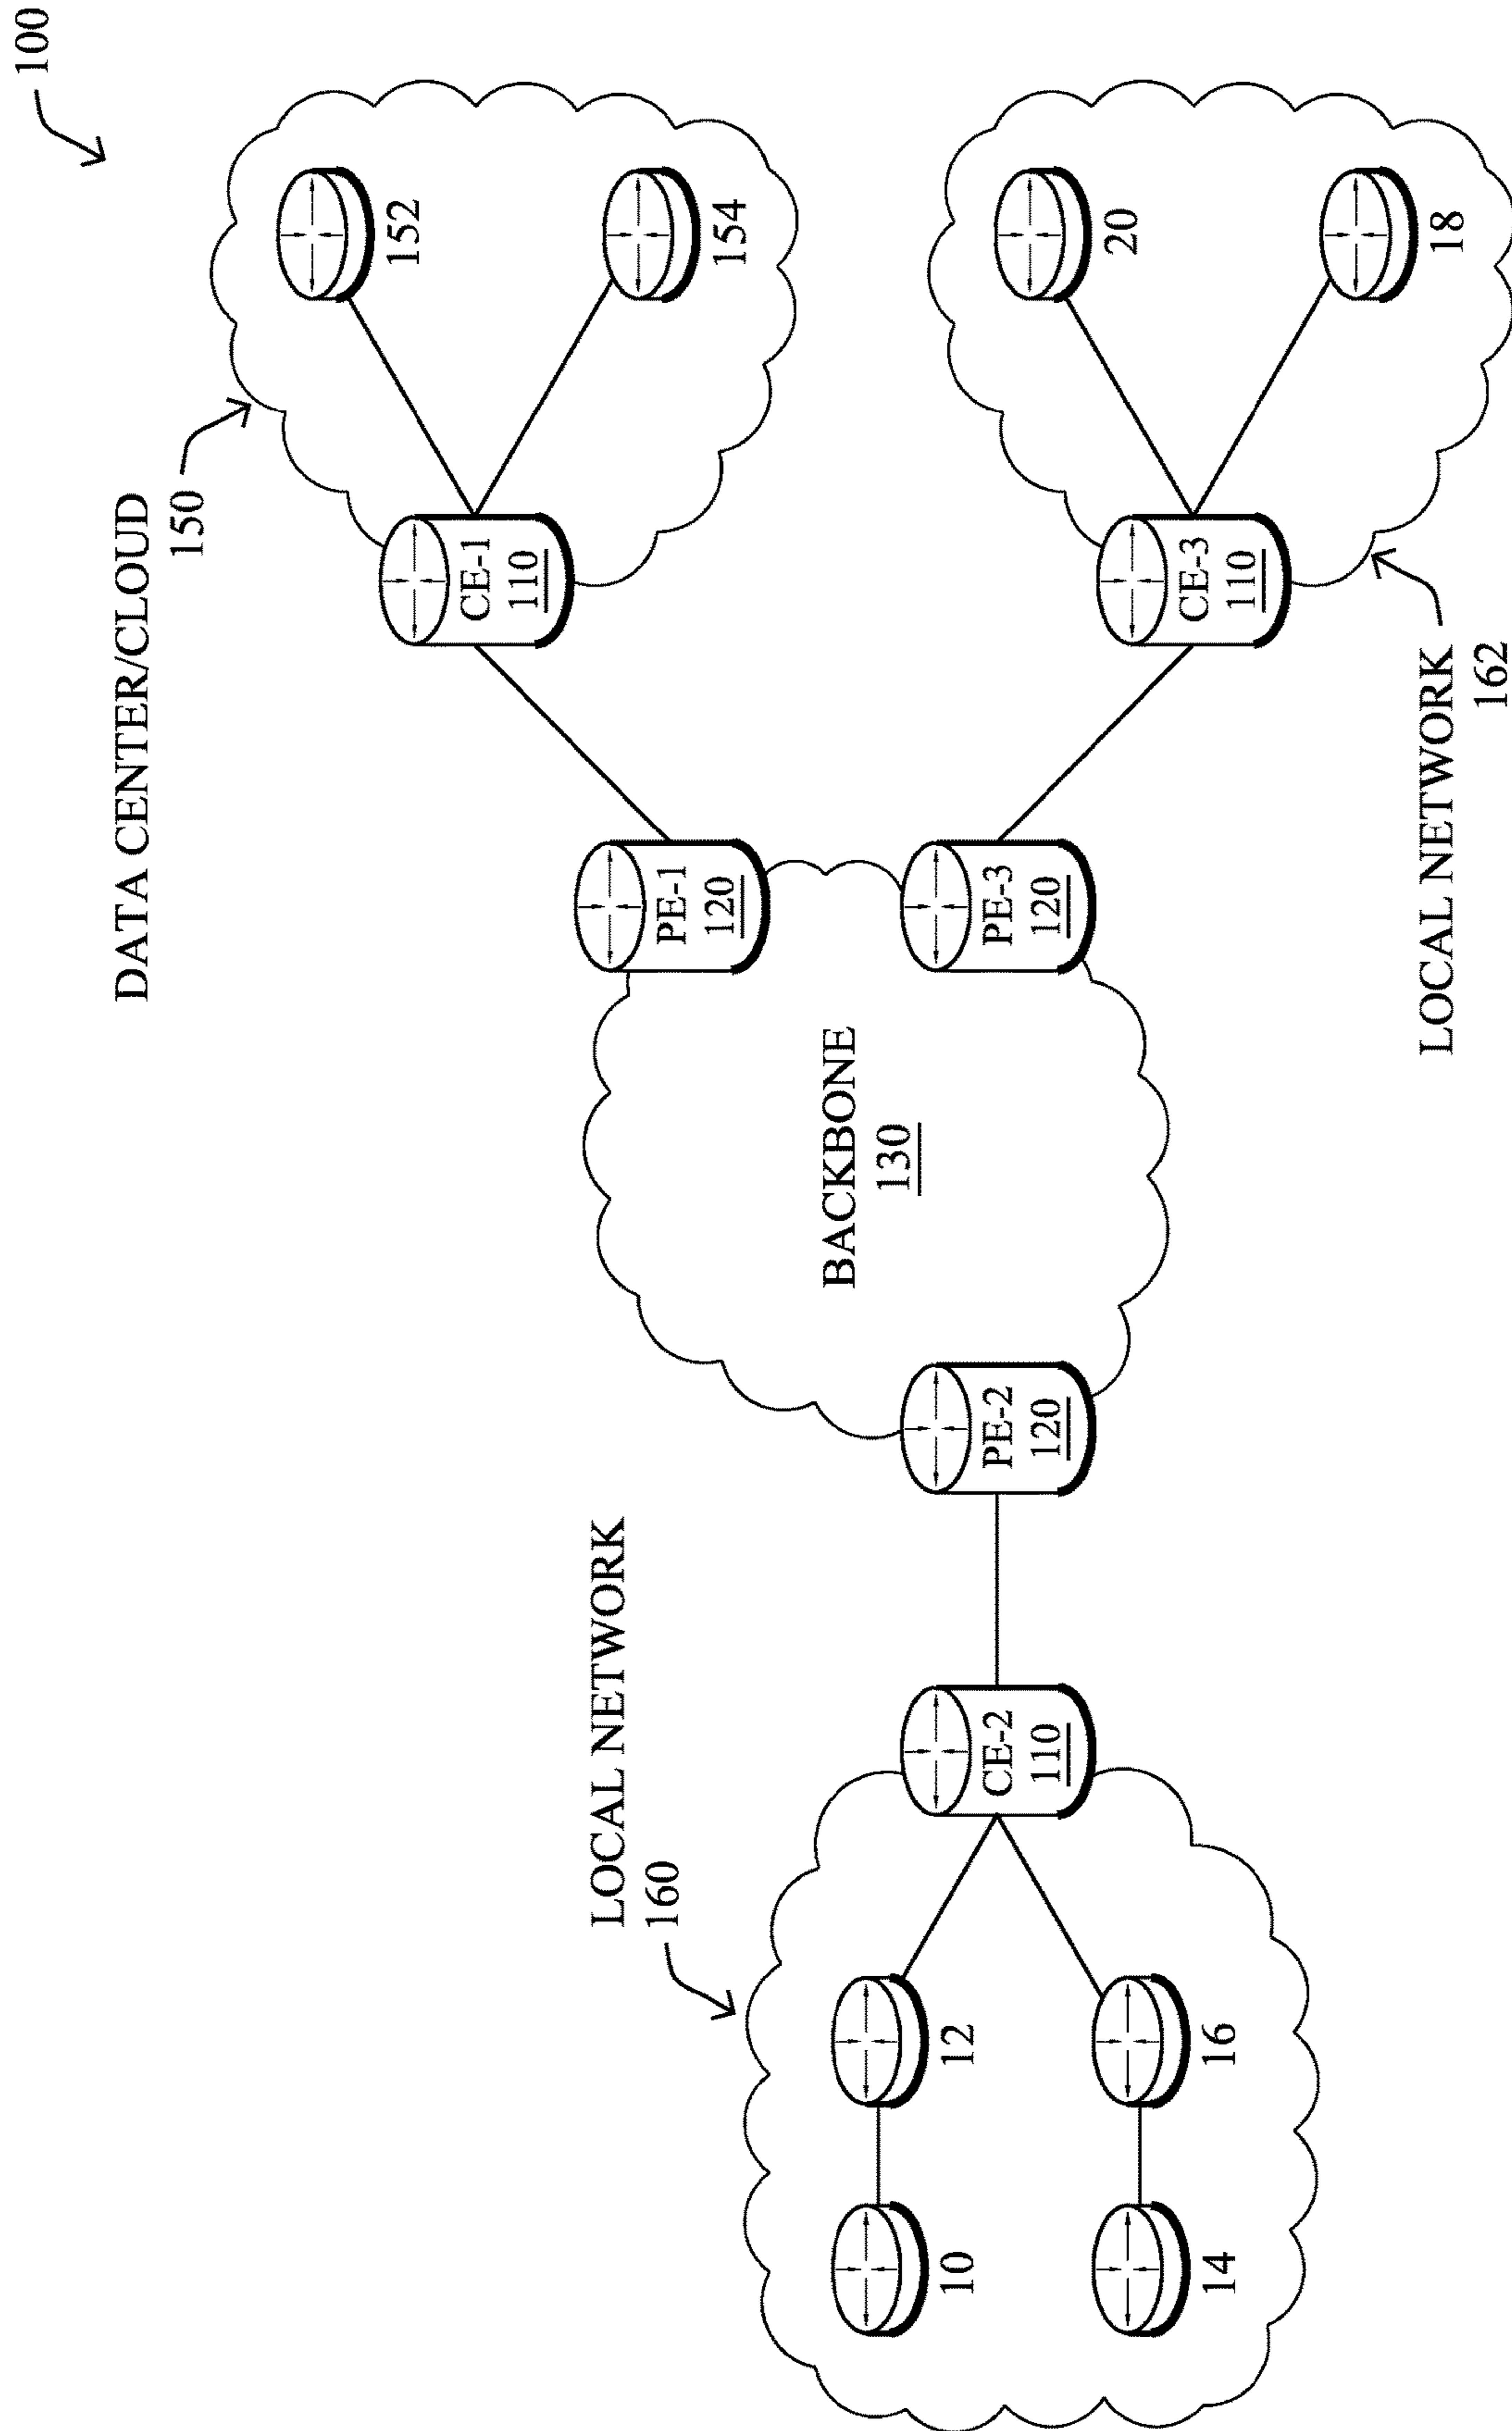 100
DATA CENTER/CLOUD
150
152
154
CE-1
110
PE-1
120
LOCAL NETWORK
160
BACKBONE
130
10
12
CE-2
110
PE-2
120
PE-3
120
14
16
CE-3
110
20
18
LOCAL NETWORK
162